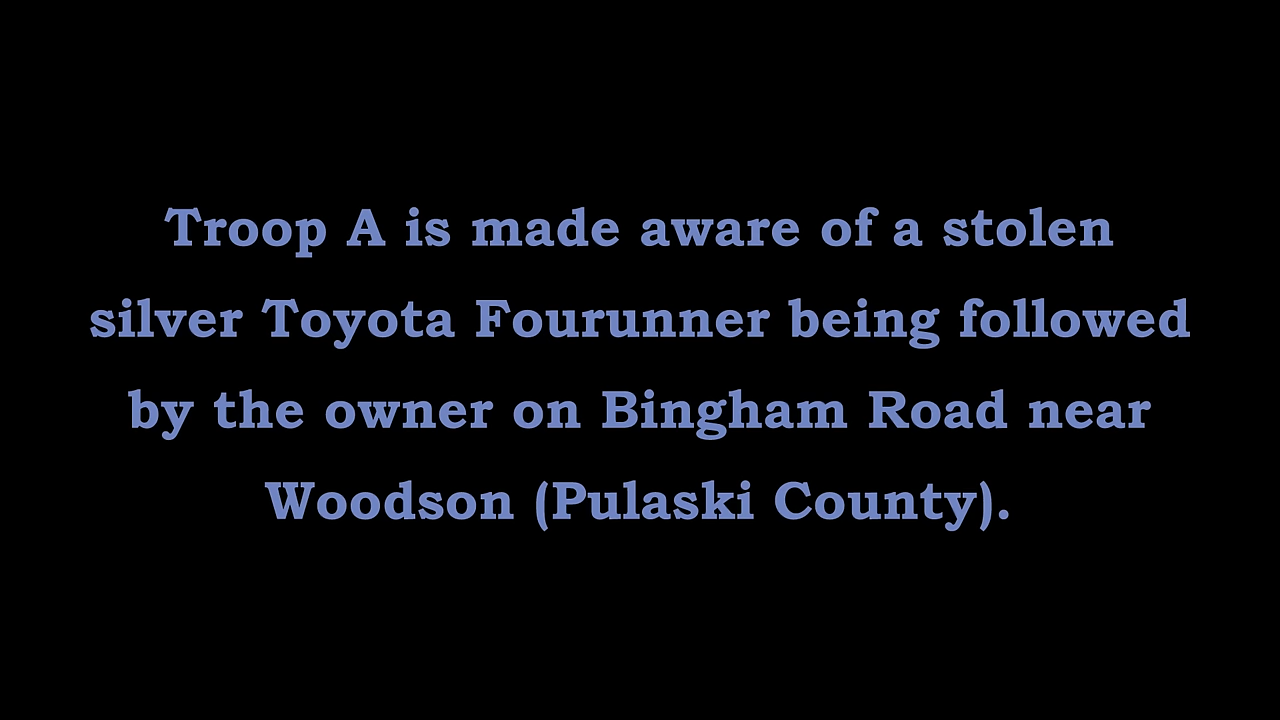 Troop A is made aware of a stolen
silver Toyota Fourunner being followed
by the owner on Bingham Road near
Woodson (Pulaski County).